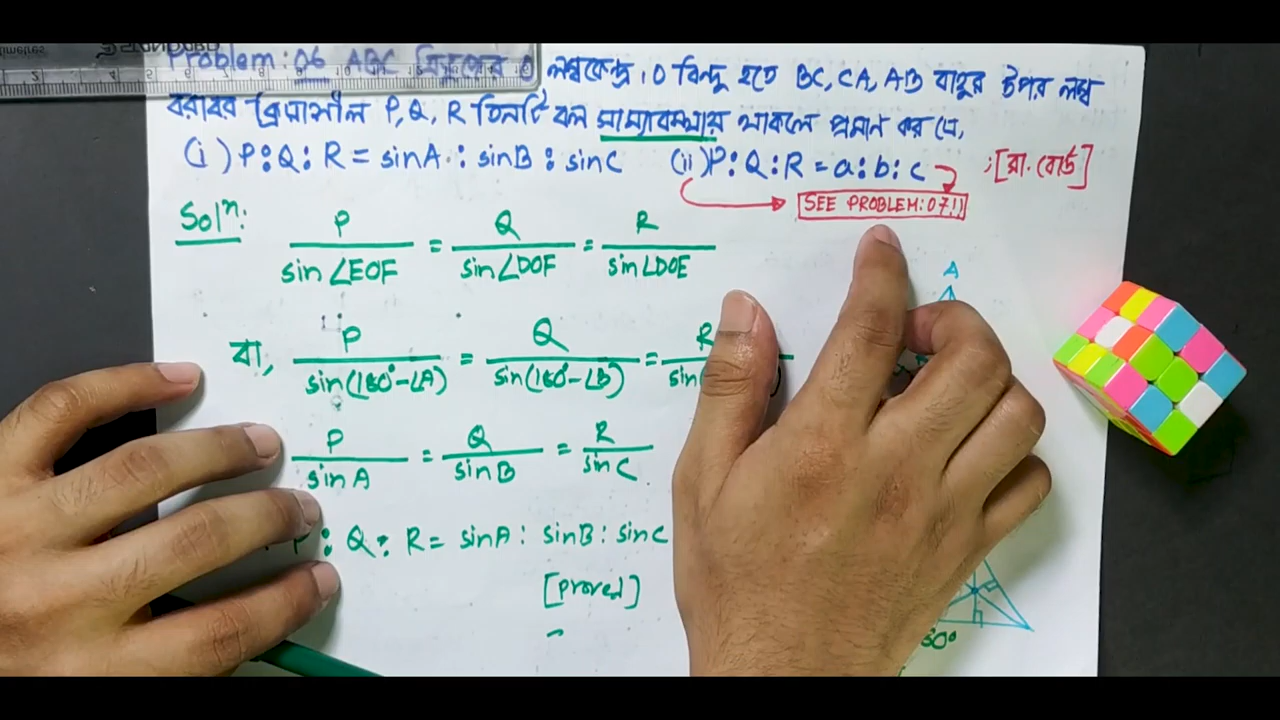 Problem: 06 ABC ত্রিভুজের O লম্বকেন্দ্র, O বিন্দু হতে BC, CA, AB বাহুর উপর লম্ব
বরাবর ক্রিয়াশীল P, Q, R তিনটি বল সাম্যাবস্থায় থাকলে প্রমাণ কর যে,
(i) P:Q:R = sinA : sinB : sinC (ii) P:Q:R = a:b:c ; [রা. বোর্ড]
SEE PROBLEM: 07!)
Solⁿ:
P/sin∠EOF = Q/sin∠DOF = R/sin∠DOE
A
বা, P/sin(180°-∠A) = Q/sin(180°-∠B) = R/sin(
P/sinA = Q/sinB = R/sinC
P : Q : R = sinA : sinB : sinC
[proved]